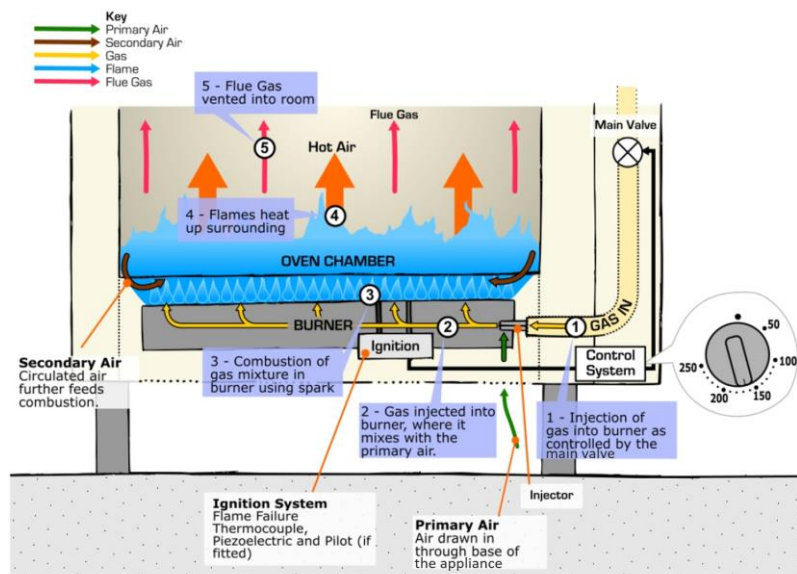 Key
Primary Air
Secondary Air
Gas
Flame
Flue Gas
5 - Flue Gas
vented into room
Flue Gas
Main Valve
5
Hot Air
4 - Flames heat
up surrounding
4
OVEN CHAMBER
3
BURNER
2
1
GAS IN
Ignition
Control
System
50
100
150
200
250
Secondary Air
Circulated air
further feeds
combustion.
3 - Combustion of
gas mixture in
burner using spark
2 - Gas injected into
burner, where it
mixes with the
primary air.
1 - Injection of
gas into burner as
controlled by the
main valve
Injector
Ignition System
Flame Failure
Thermocouple,
Piezoelectric and Pilot (if
fitted)
Primary Air
Air drawn in
through base of
the appliance